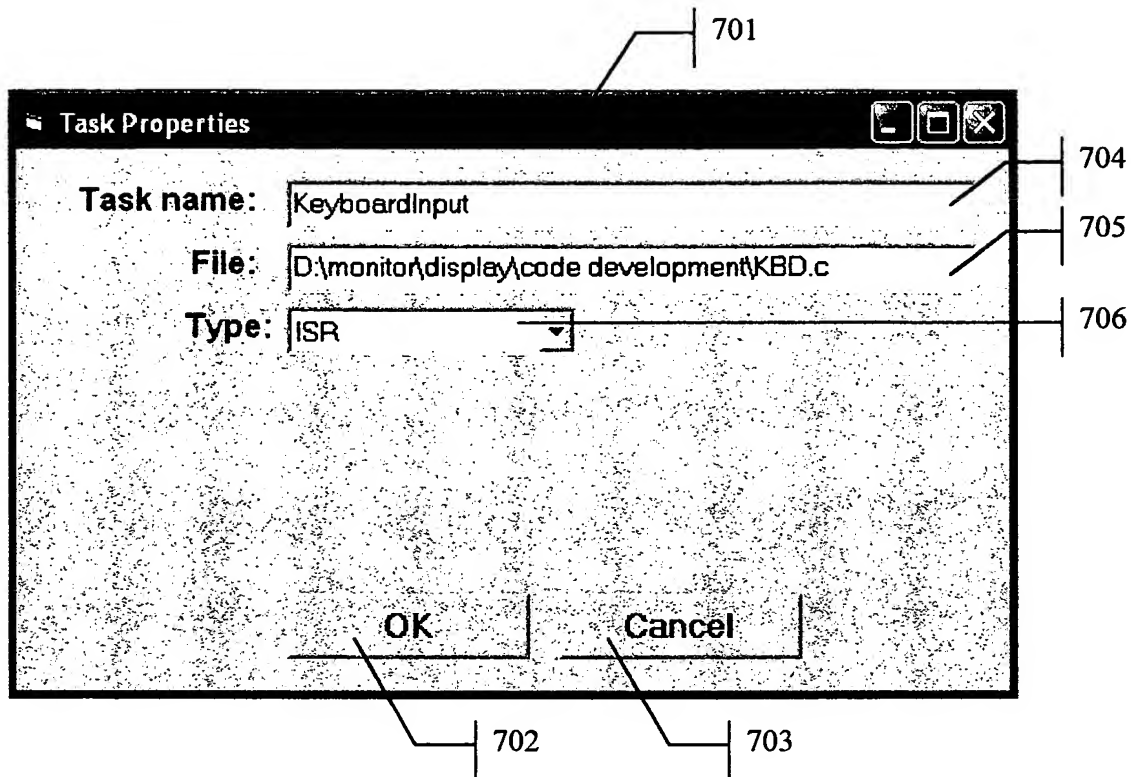 701
Task Properties
704
Task name: KeyboardInput
705
File: D:\monitor\display\code development\KBD.c
706
Type: ISR
OK Cancel
702 703